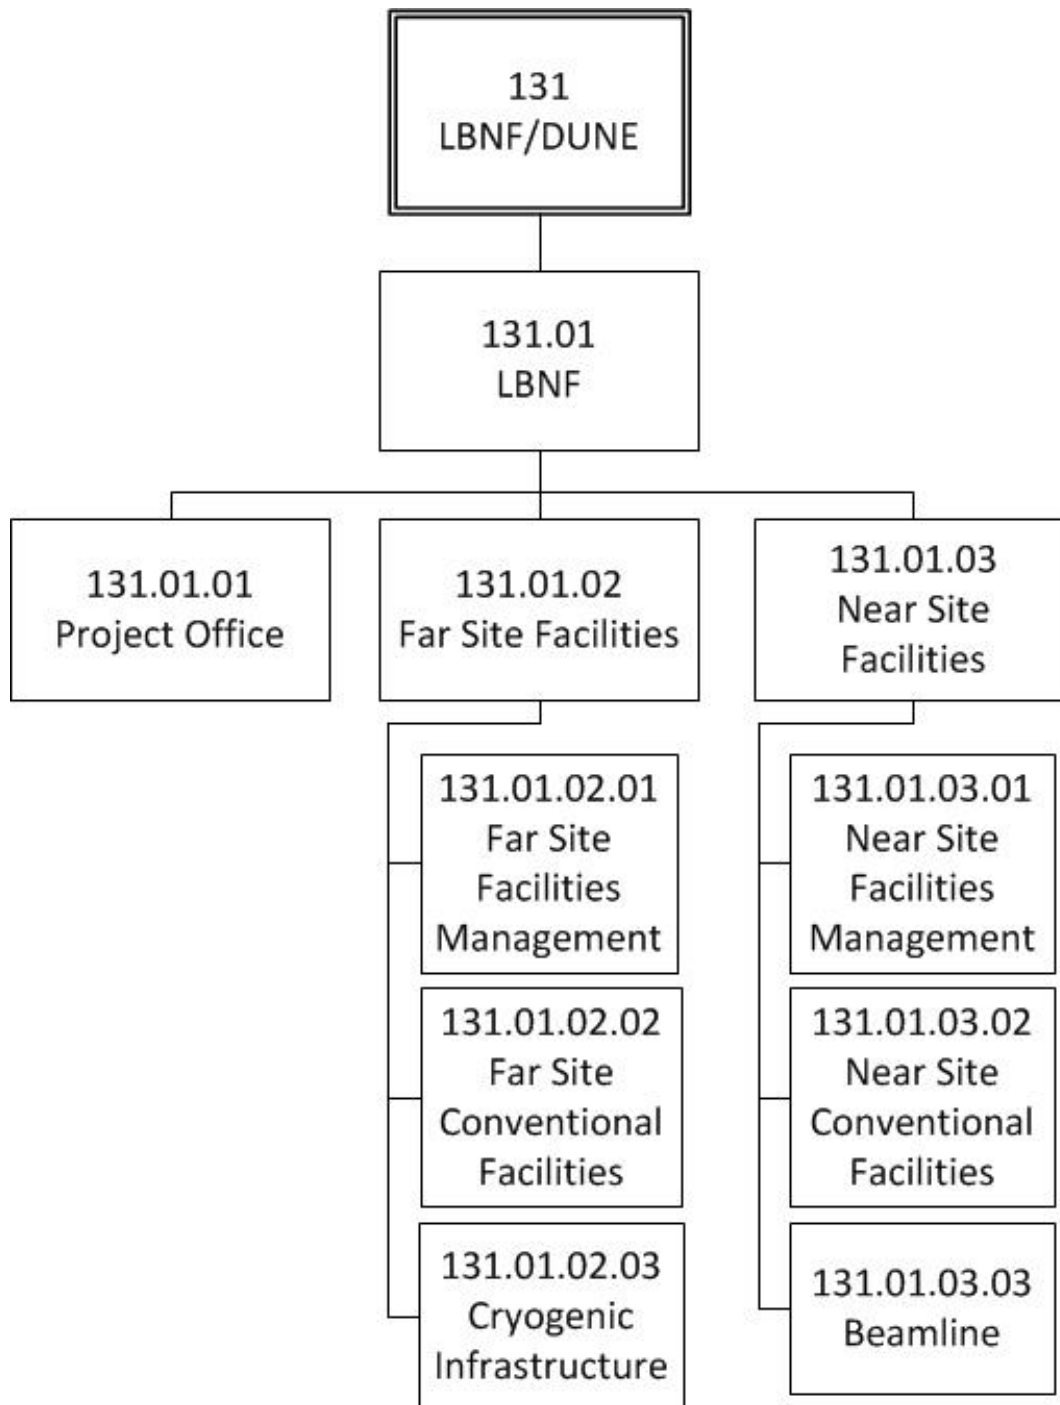 131
LBNF/DUNE
131.01
LBNF
131.01.01
Project Office
131.01.02
Far Site Facilities
131.01.03
Near Site
Facilities
131.01.02.01
Far Site
Facilities
Management
131.01.02.02
Far Site
Conventional
Facilities
131.01.02.03
Cryogenic
Infrastructure
131.01.03.01
Near Site
Facilities
Management
131.01.03.02
Near Site
Conventional
Facilities
131.01.03.03
Beamline